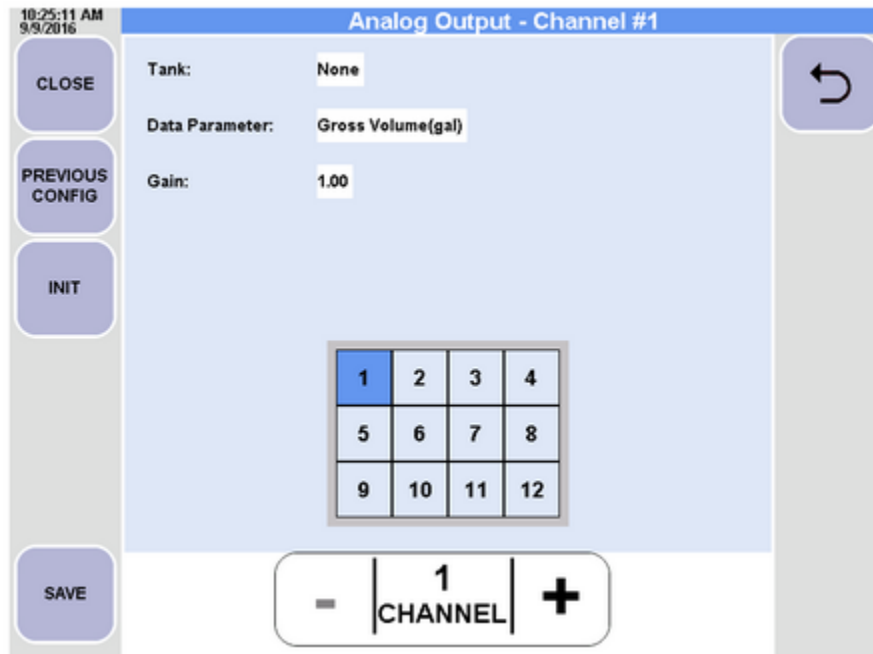 10:25:11 AM
9/9/2016
Analog Output - Channel #1
CLOSE
Tank: None
Data Parameter: Gross Volume(gal)
PREVIOUS
CONFIG
Gain: 1.00
INIT
1 2 3 4
5 6 7 8
9 10 11 12
SAVE
- 1 +
CHANNEL